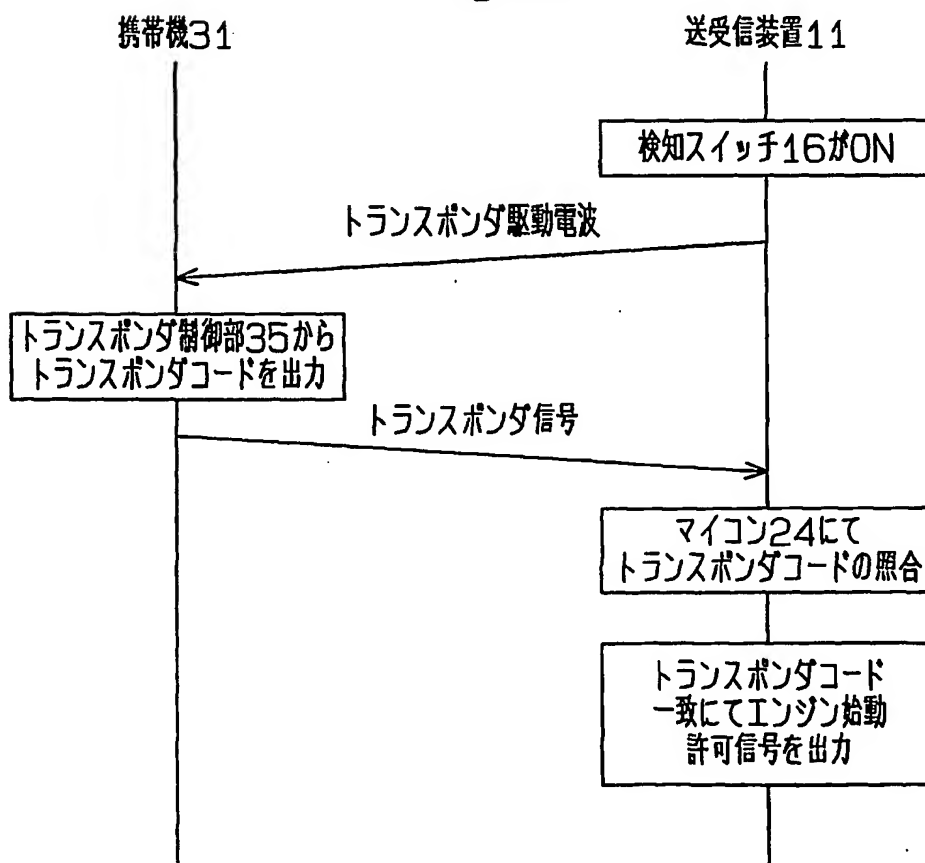 携帯機31
送受信装置11
検知スイッチ16がON
トランスポンダ駆動電波
トランスポンダ制御部35から
トランスポンダコードを出力
トランスポンダ信号
マイコン24にて
トランスポンダコードの照合
トランスポンダコード
一致にてエンジン始動
許可信号を出力